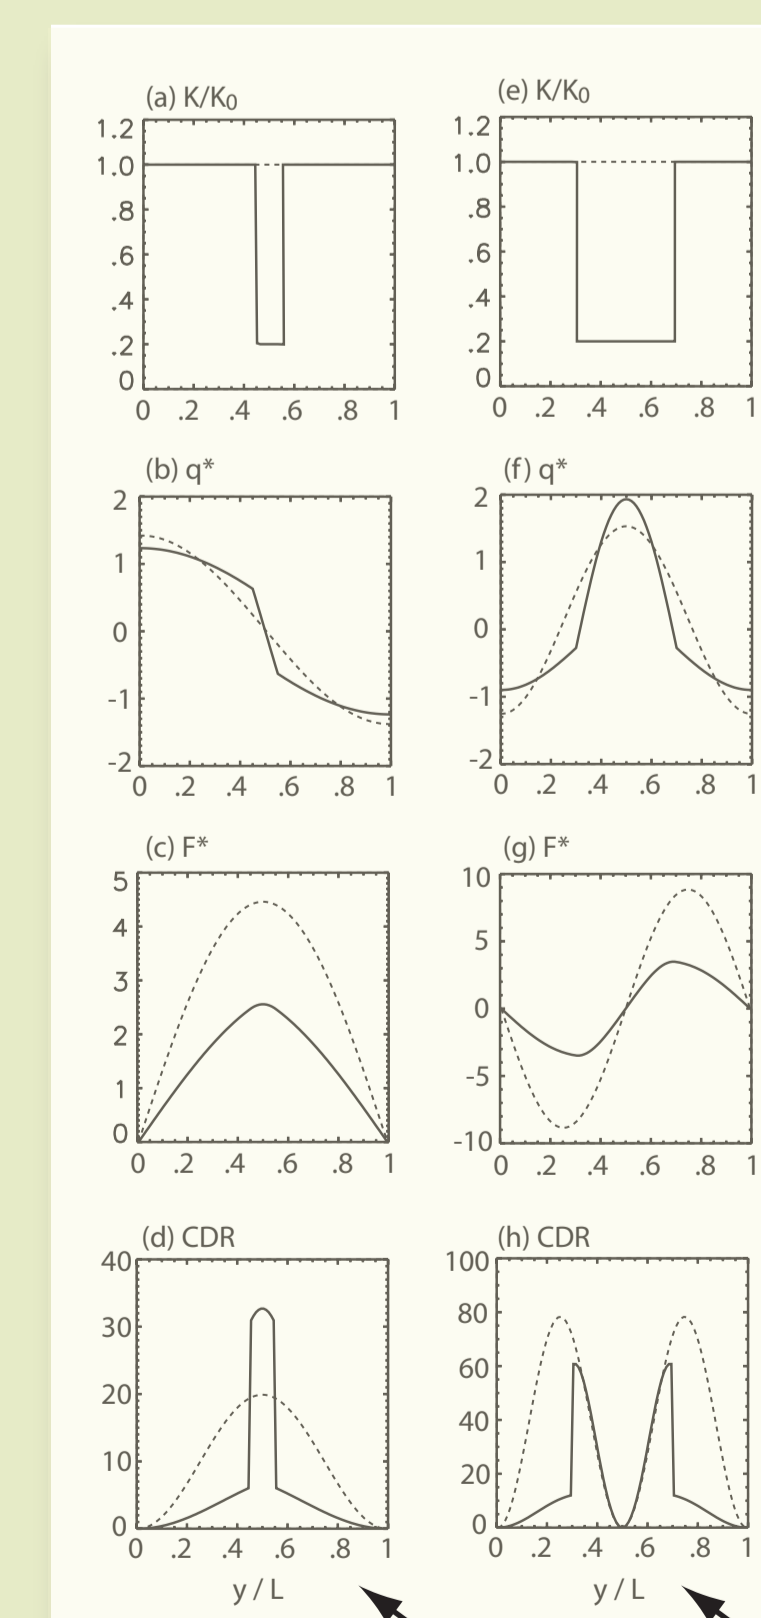 (a) K/K0
1.2
1.0
.8
.6
.4
.2
0
0 .2 .4 .6 .8 1
(e) K/K0
1.2
1.0
.8
.6
.4
.2
0
0 .2 .4 .6 .8 1
(b) q*
2
1
0
-1
-2
0 .2 .4 .6 .8 1
(f) q*
2
1
0
-1
-2
0 .2 .4 .6 .8 1
(c) F*
5
4
3
2
1
0
0 .2 .4 .6 .8 1
(g) F*
10
5
0
-5
-10
0 .2 .4 .6 .8 1
(d) CDR
40
30
20
10
0
0 .2 .4 .6 .8 1
y / L
(h) CDR
100
80
60
40
20
0
0 .2 .4 .6 .8 1
y / L